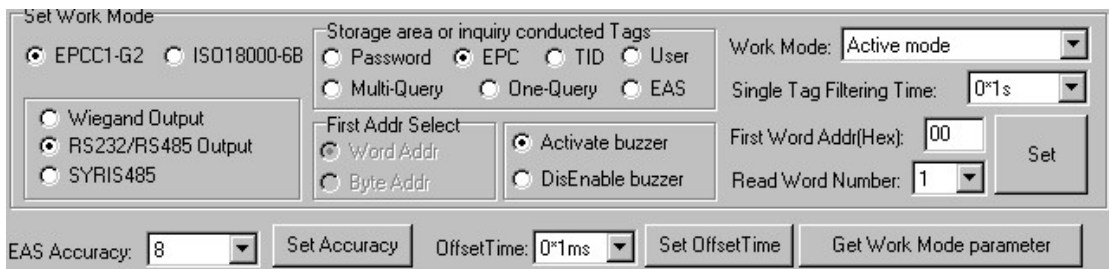 Set Work Mode
EPCC1-G2 ISO18000-6B
Storage area or inquiry conducted Tags
Password EPC TID User
Multi-Query One-Query EAS
Work Mode: Active mode
Single Tag Filtering Time: 0*1s
Wiegand Output
RS232/RS485 Output
SYRIS485
First Addr Select
Word Addr
Byte Addr
Activate buzzer
DisEnable buzzer
First Word Addr(Hex): 00
Read Word Number: 1
Set
EAS Accuracy: 8 Set Accuracy OffsetTime: 0*1ms Set OffsetTime Get Work Mode parameter